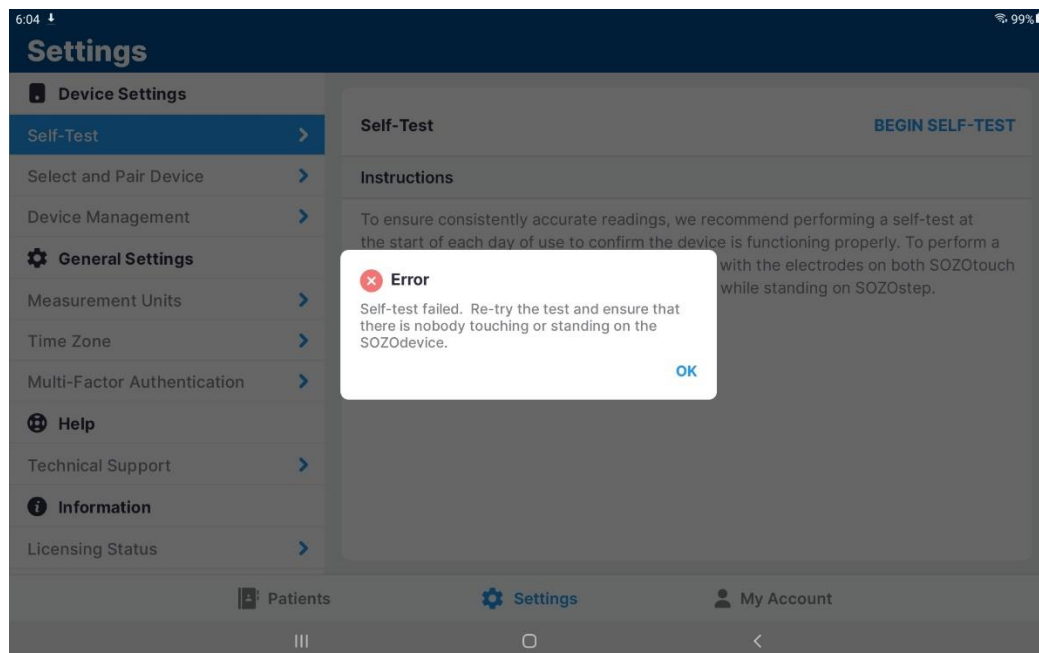 6:04
99%
Settings
Device Settings
Self-Test
Select and Pair Device
Device Management
General Settings
Measurement Units
Time Zone
Multi-Factor Authentication
Help
Technical Support
Information
Licensing Status
Self-Test
BEGIN SELF-TEST
Instructions
To ensure consistently accurate readings, we recommend performing a self-test at
the start of each day of use to confirm the device is functioning properly. To perform a
with the electrodes on both SOZOtouch
while standing on SOZOstep.
Error
Self-test failed. Re-try the test and ensure that
there is nobody touching or standing on the
SOZOdevice.
OK
Patients
Settings
My Account